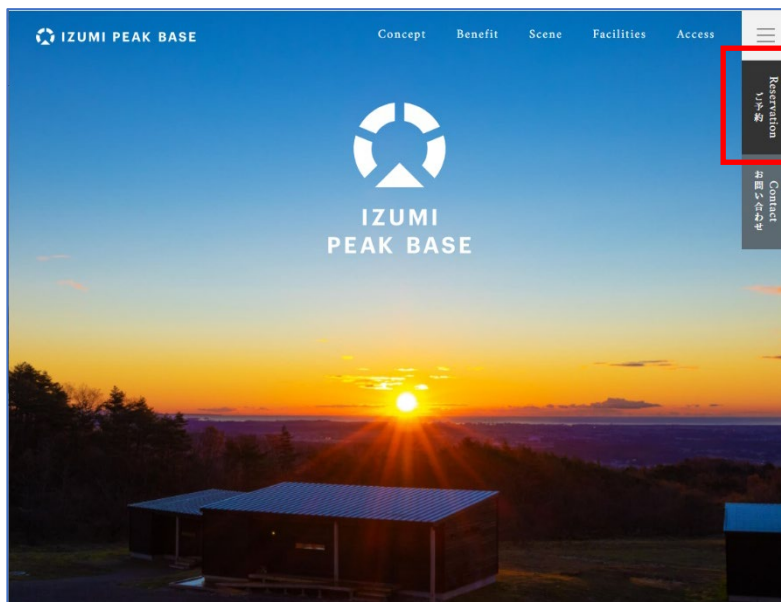 IZUMI PEAK BASE
Concept
Benefit
Scene
Facilities
Access
Reservation
ご予約
Contact
お問い合わせ
IZUMI
PEAK BASE